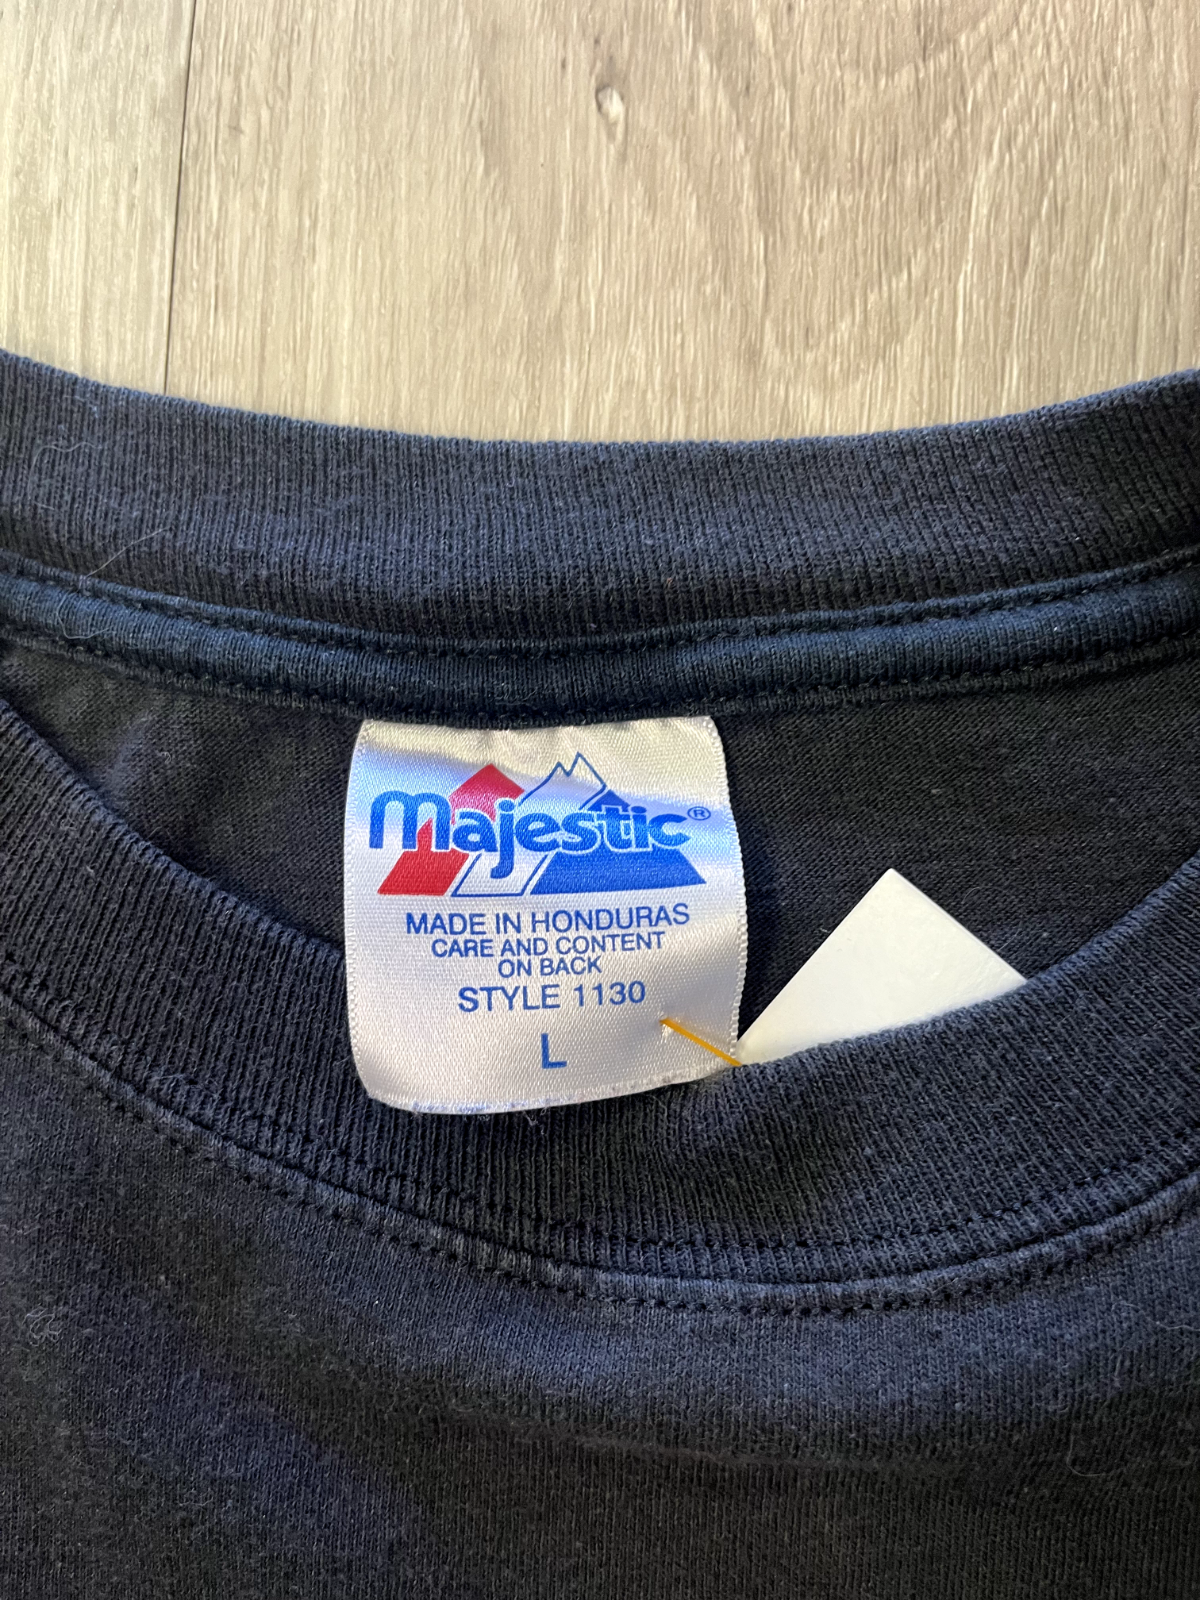 Majestic®
MADE IN HONDURAS
CARE AND CONTENT
ON BACK
STYLE 1130
L